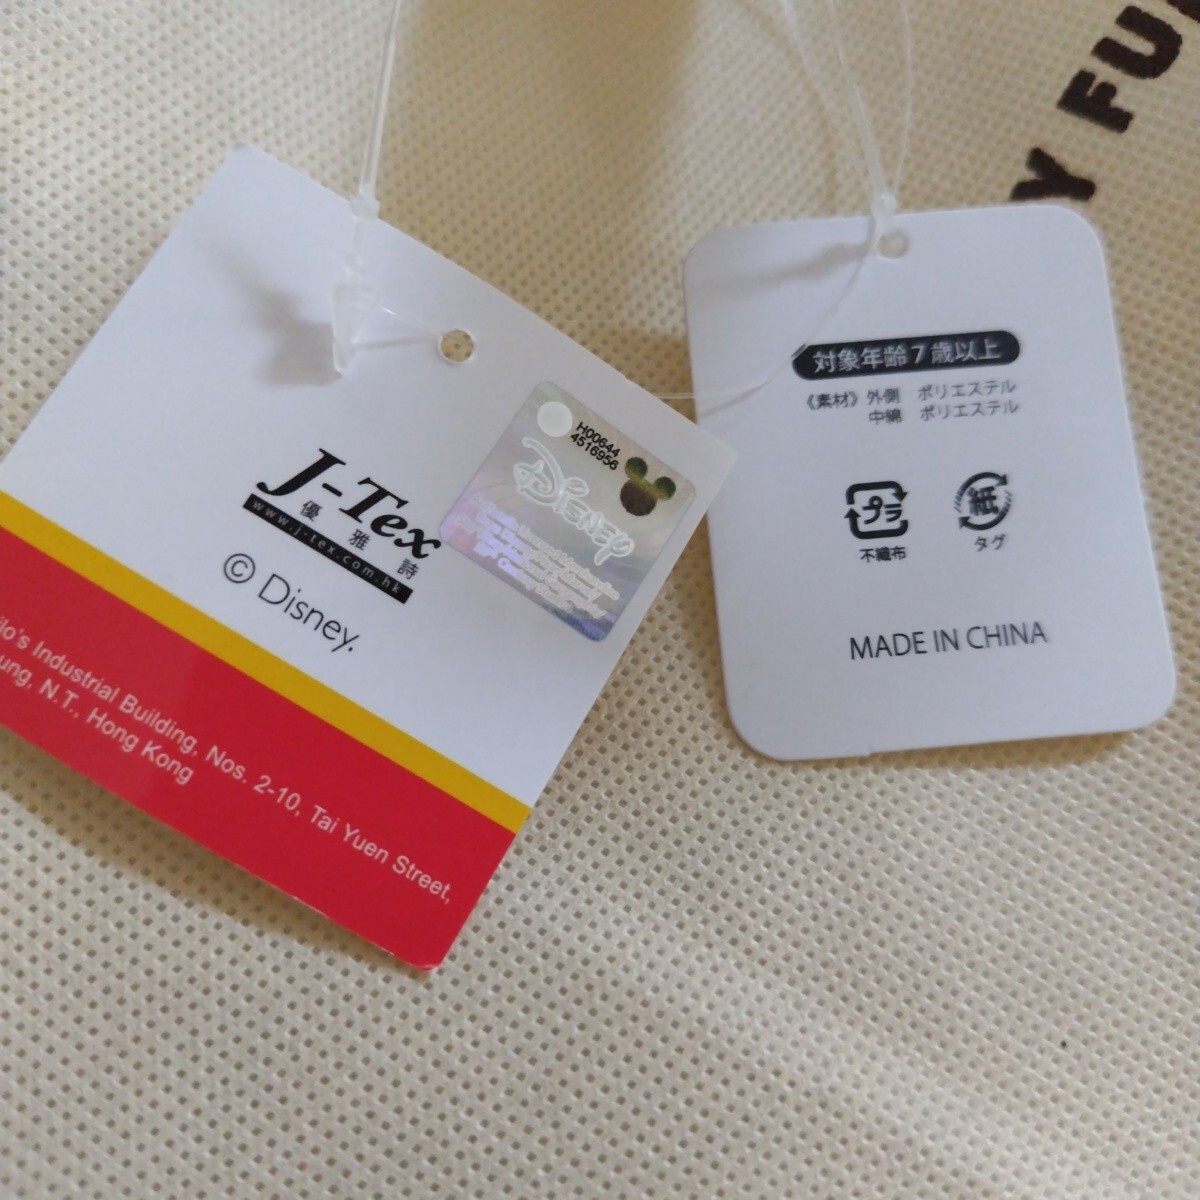 Y FU
J-Tex
優雅詩
www.j-tex.com.hk
© Disney.
H00644
4516956
Disney
ilo's Industrial Building, Nos. 2-10, Tai Yuen Street,
ung, N.T., Hong Kong
対象年齢7歳以上
《素材》外側 ポリエステル
中綿 ポリエステル
プラ
不織布
紙
タグ
MADE IN CHINA